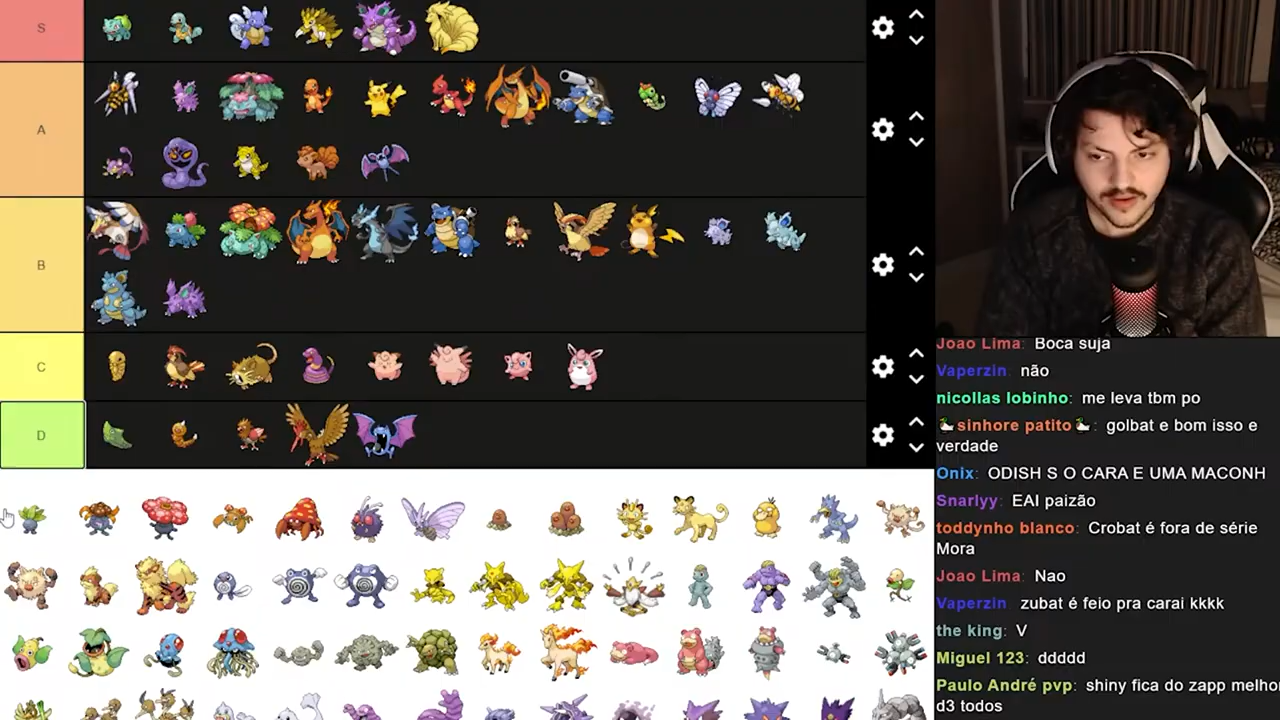 S
A
B
C
D
Joao Lima: Boca suja
Vaperzin: não
nicollas lobinho: me leva tbm po
sinhore patito: golbat e bom isso e
verdade
Onix: ODISH S O CARA E UMA MACONH
Snarlyy: EAI paizão
toddynho blanco: Crobat é fora de série
Mora
Joao Lima: Nao
Vaperzin: zubat é feio pra carai kkkk
the king: V
Miguel 123: ddddd
Paulo André pvp: shiny fica do zapp melhor
d3 todos